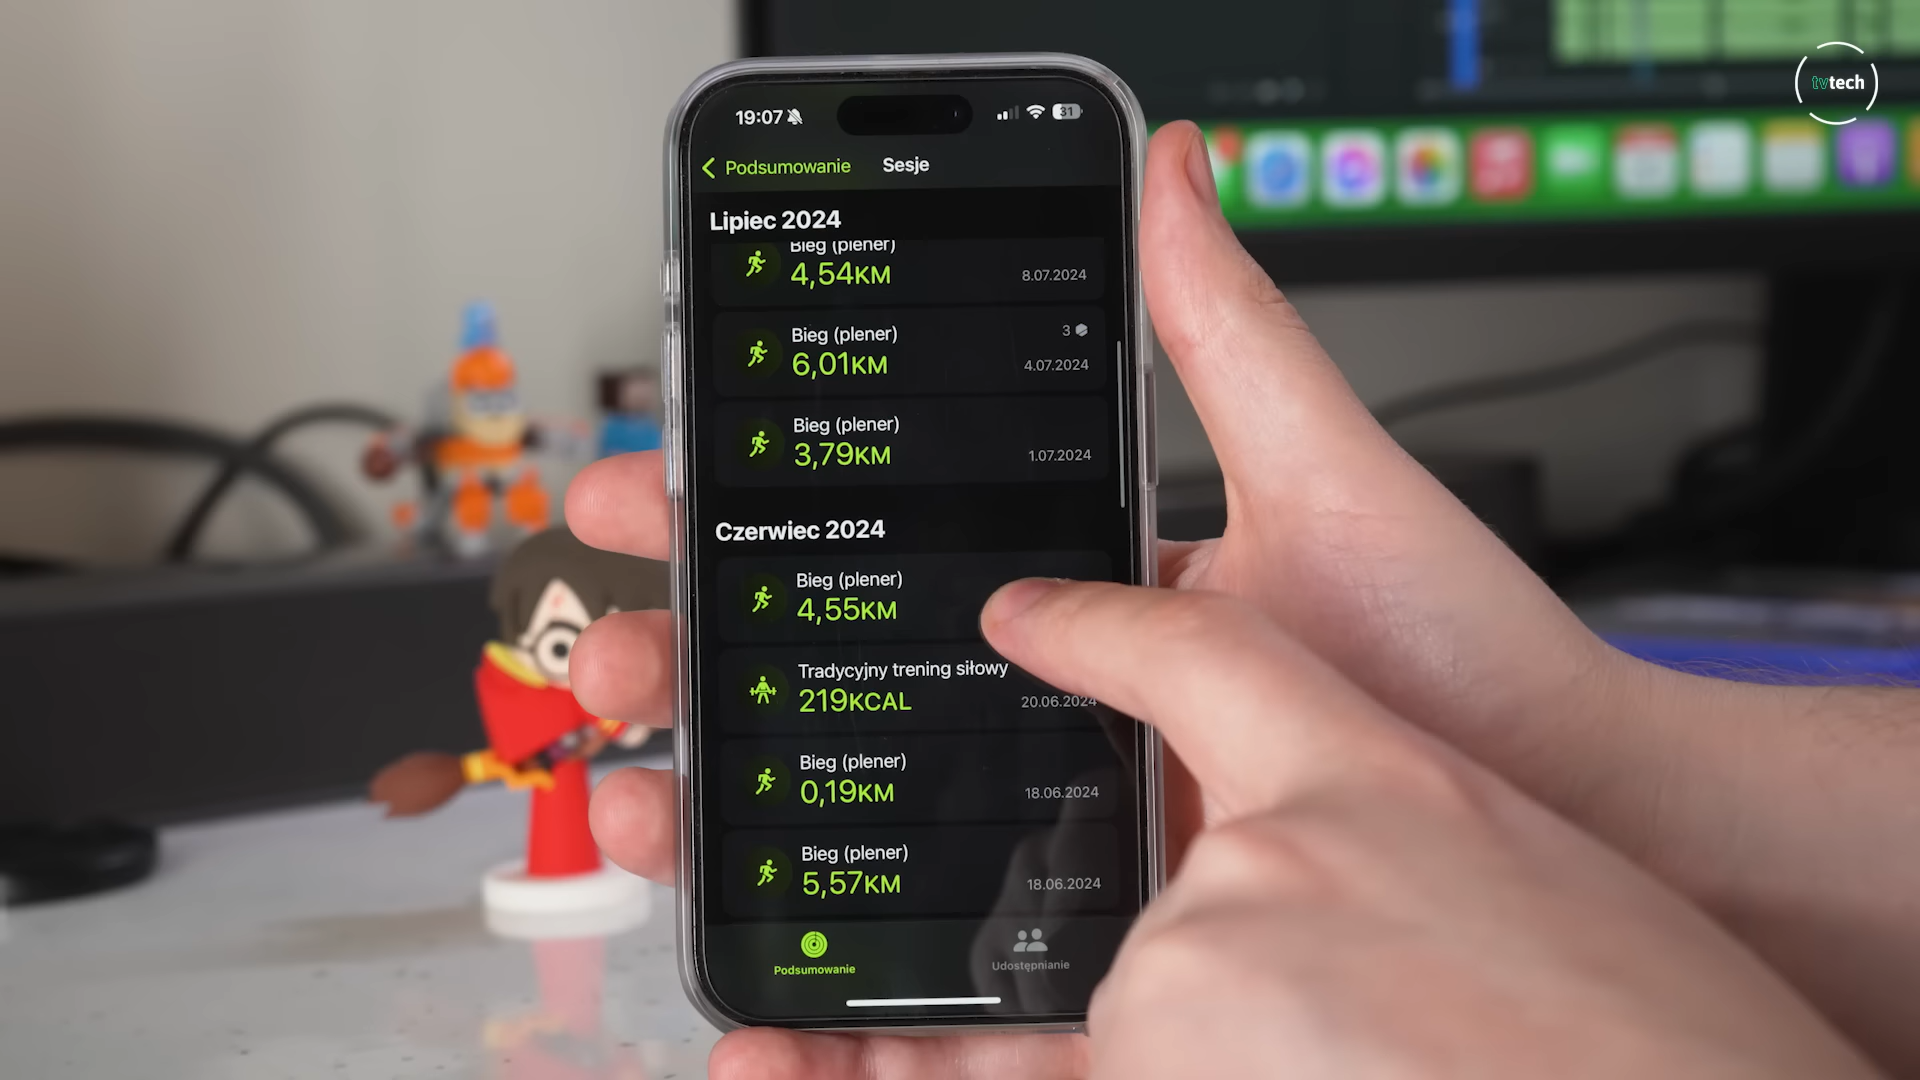 tvtech
19:07
31
Podsumowanie
Sesje
Lipiec 2024
Bieg (plener)
4,54KM
8.07.2024
Bieg (plener)
3
6,01KM
4.07.2024
Bieg (plener)
3,79KM
1.07.2024
Czerwiec 2024
Bieg (plener)
4,55KM
Tradycyjny trening siłowy
219KCAL
20.06.2024
Bieg (plener)
0,19KM
18.06.2024
Bieg (plener)
5,57KM
18.06.2024
Podsumowanie
Udostępnianie